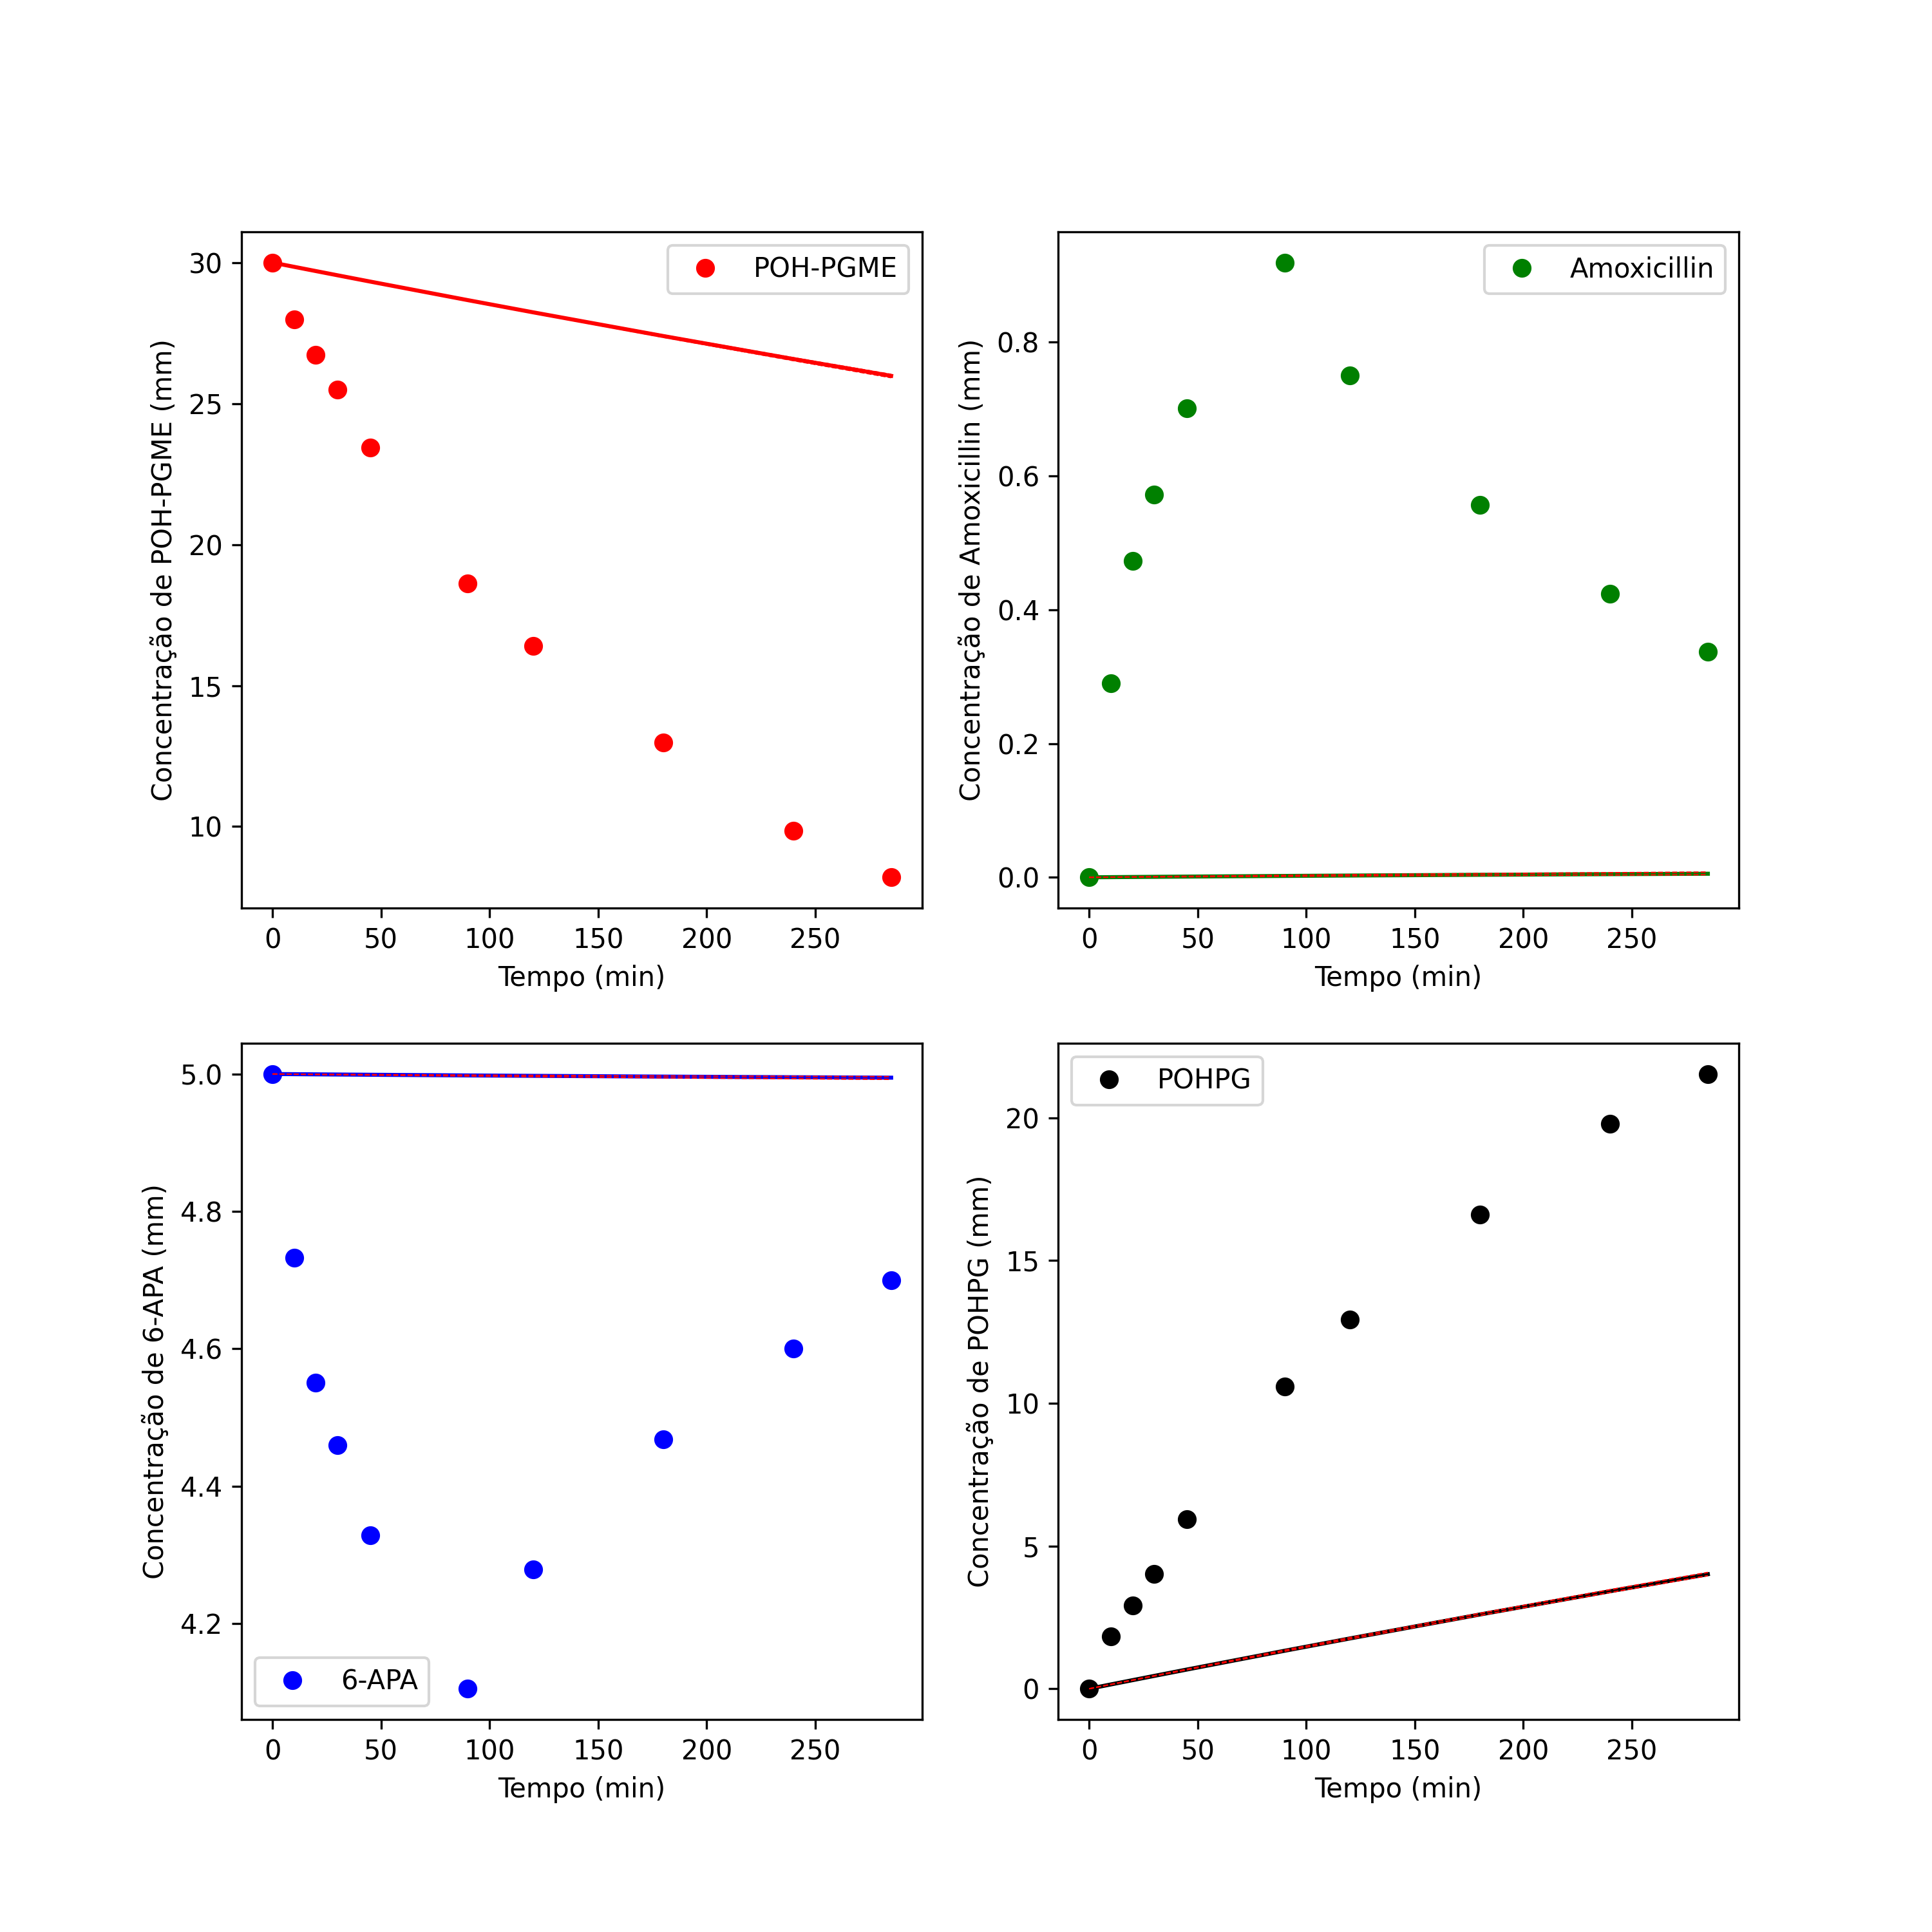 POH-PGME
Concentração de POH-PGME (mm)
30
25
20
15
10
0 50 100 150 200 250
Tempo (min)
Amoxicillin
Concentração de Amoxicillin (mm)
0.8
0.6
0.4
0.2
0.0
0 50 100 150 200 250
Tempo (min)
6-APA
Concentração de 6-APA (mm)
5.0
4.8
4.6
4.4
4.2
0 50 100 150 200 250
Tempo (min)
POHPG
Concentração de POHPG (mm)
20
15
10
5
0
0 50 100 150 200 250
Tempo (min)